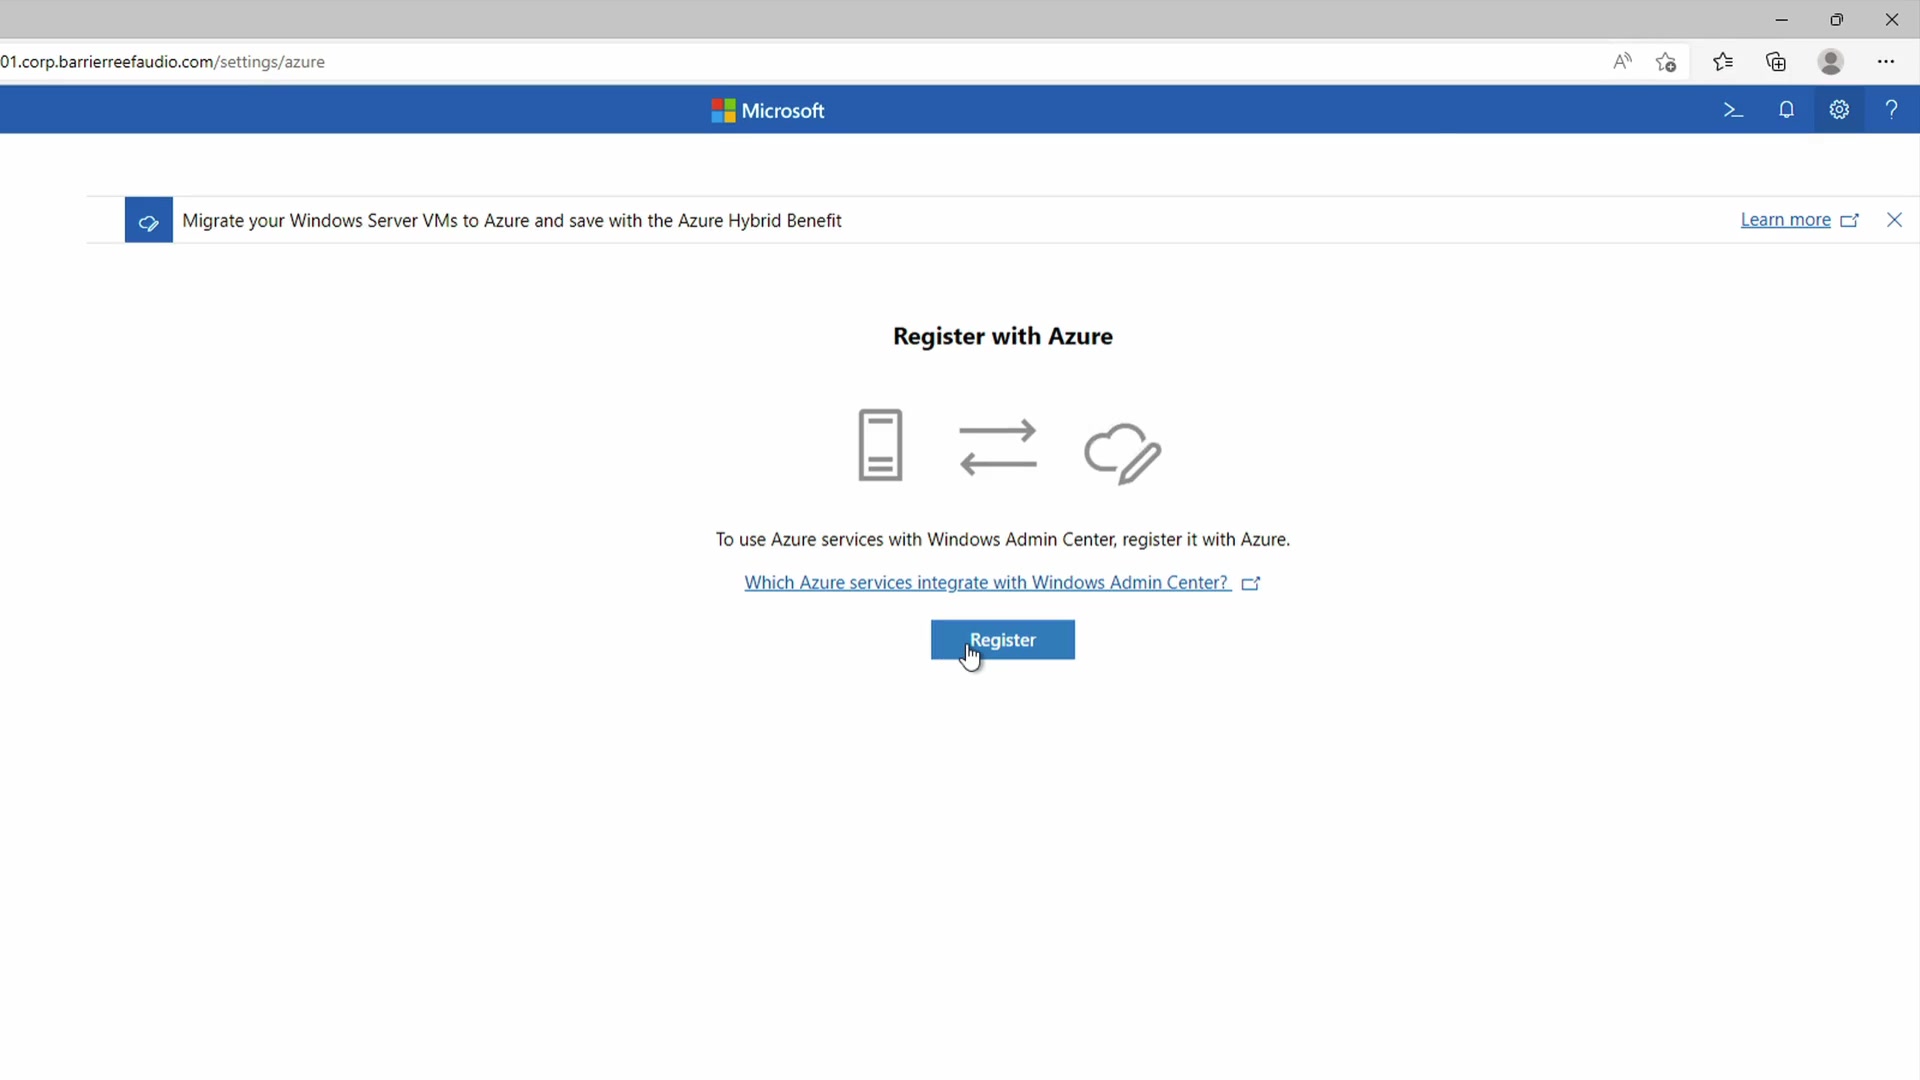 01.corp.barrierreefaudio.com/settings/azure
Microsoft
Migrate your Windows Server VMs to Azure and save with the Azure Hybrid Benefit
Learn more
Register with Azure
To use Azure services with Windows Admin Center, register it with Azure.
Which Azure services integrate with Windows Admin Center?
Register